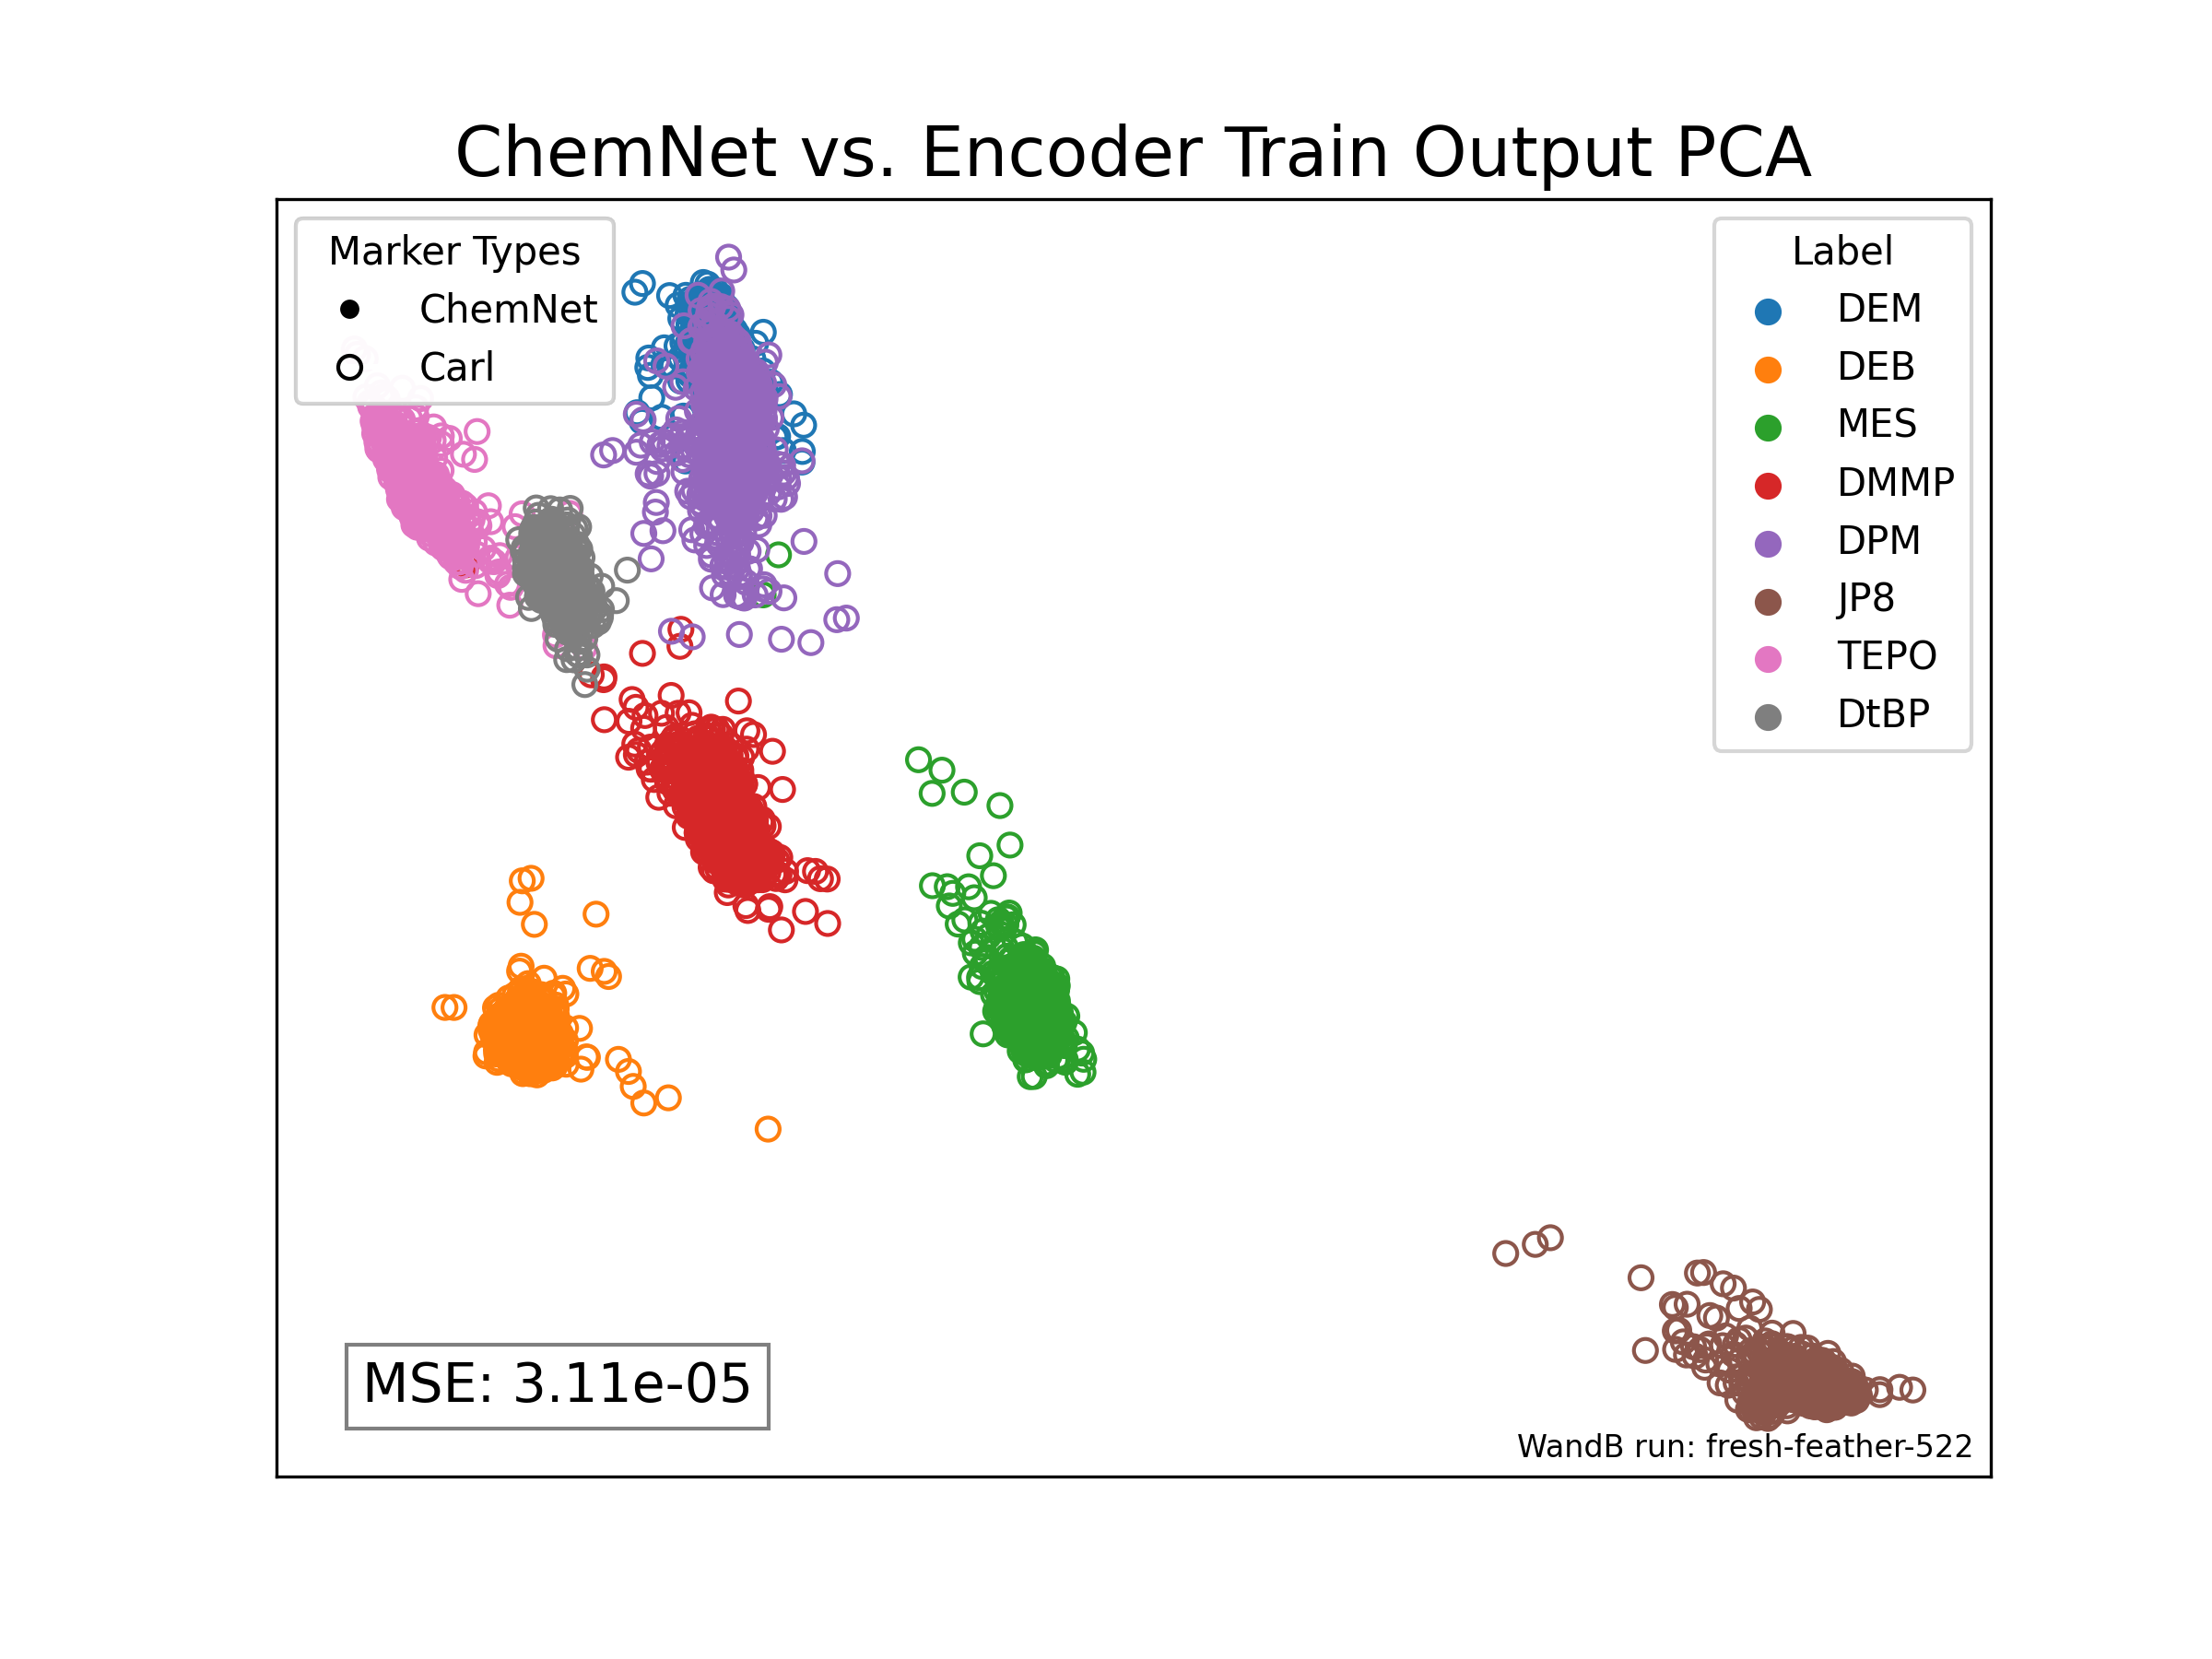 ChemNet vs. Encoder Train Output PCA
Marker Types
ChemNet
Carl
Label
DEM
DEB
MES
DMMP
DPM
JP8
TEPO
DtBP
MSE: 3.11e-05
WandB run: fresh-feather-522